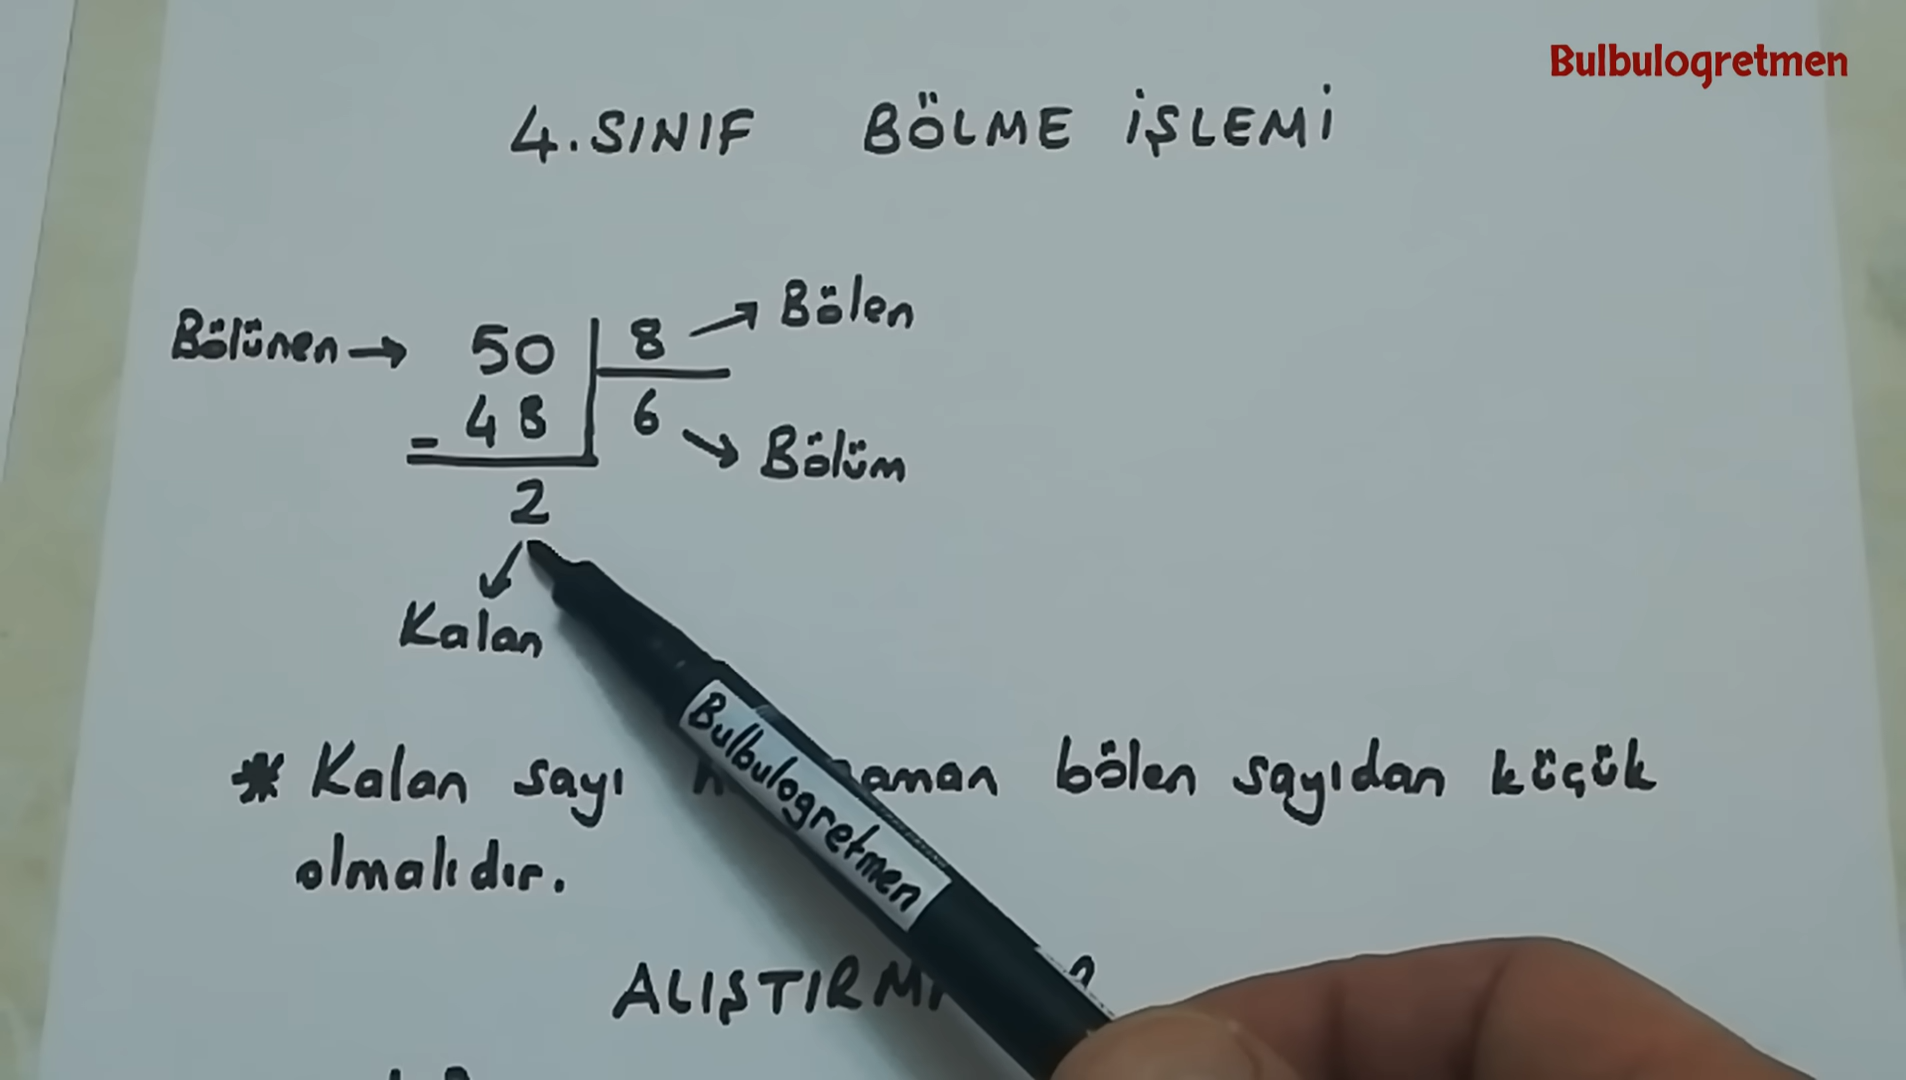 Bulbulogretmen
4. SINIF BÖLME İŞLEMİ
Bölünen → 50 8 → Bölen
- 48 6 → Bölüm
2
Kalan
Bulbulogretmen
* Kalan sayı bölen sayıdan küçük
olmalıdır.